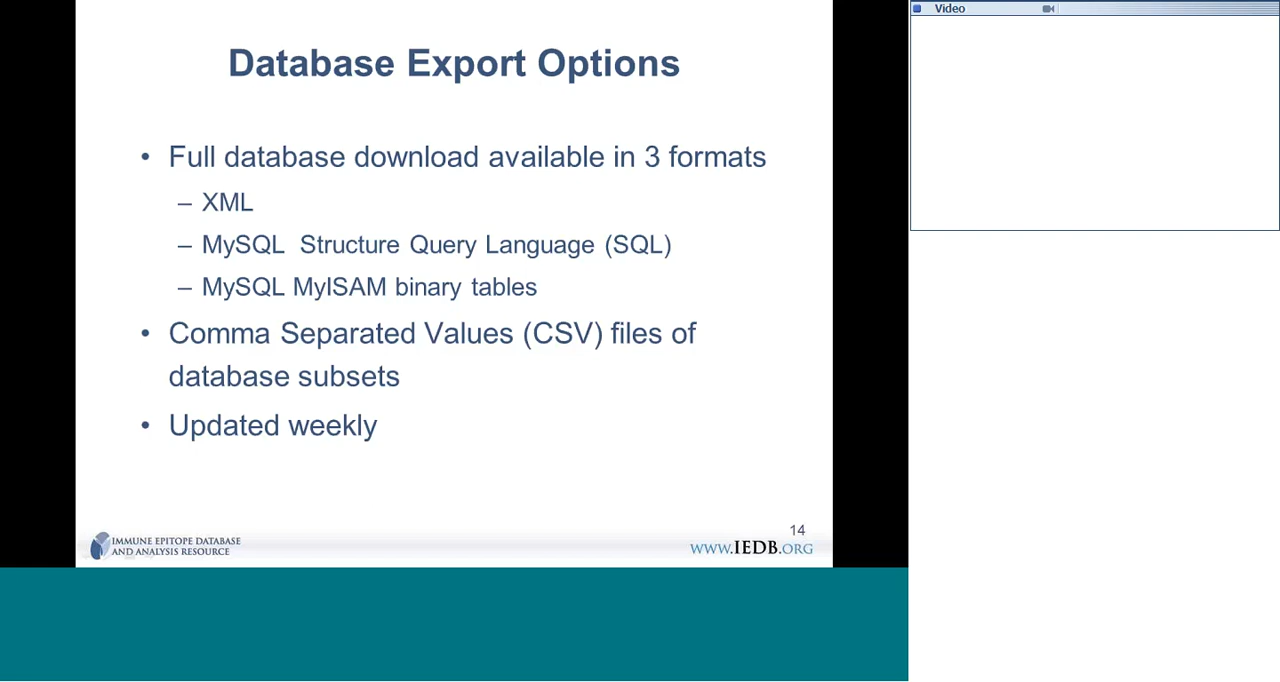 Video
Database Export Options
• Full database download available in 3 formats
– XML
– MySQL  Structure Query Language (SQL)
– MySQL MyISAM binary tables
• Comma Separated Values (CSV) files of
database subsets
• Updated weekly
14
IMMUNE EPITOPE DATABASE
AND ANALYSIS RESOURCE
WWW.IEDB.ORG